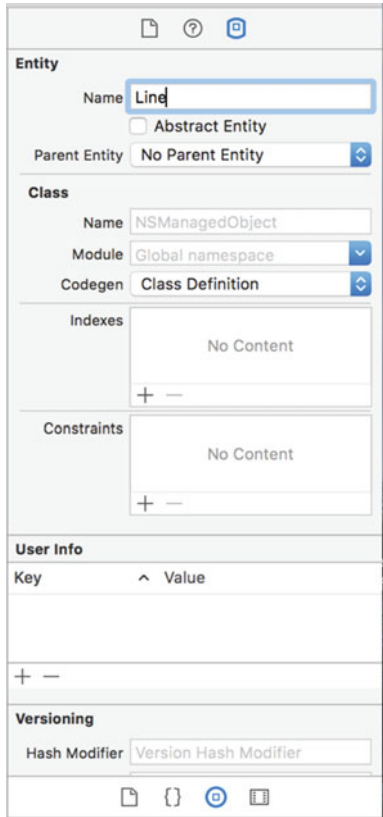 Entity
Name Line
Abstract Entity
Parent Entity No Parent Entity
Class
Name NSManagedObject
Module Global namespace
Codegen Class Definition
Indexes
No Content
Constraints
No Content
User Info
Key Value
Versioning
Hash Modifier Version Hash Modifier